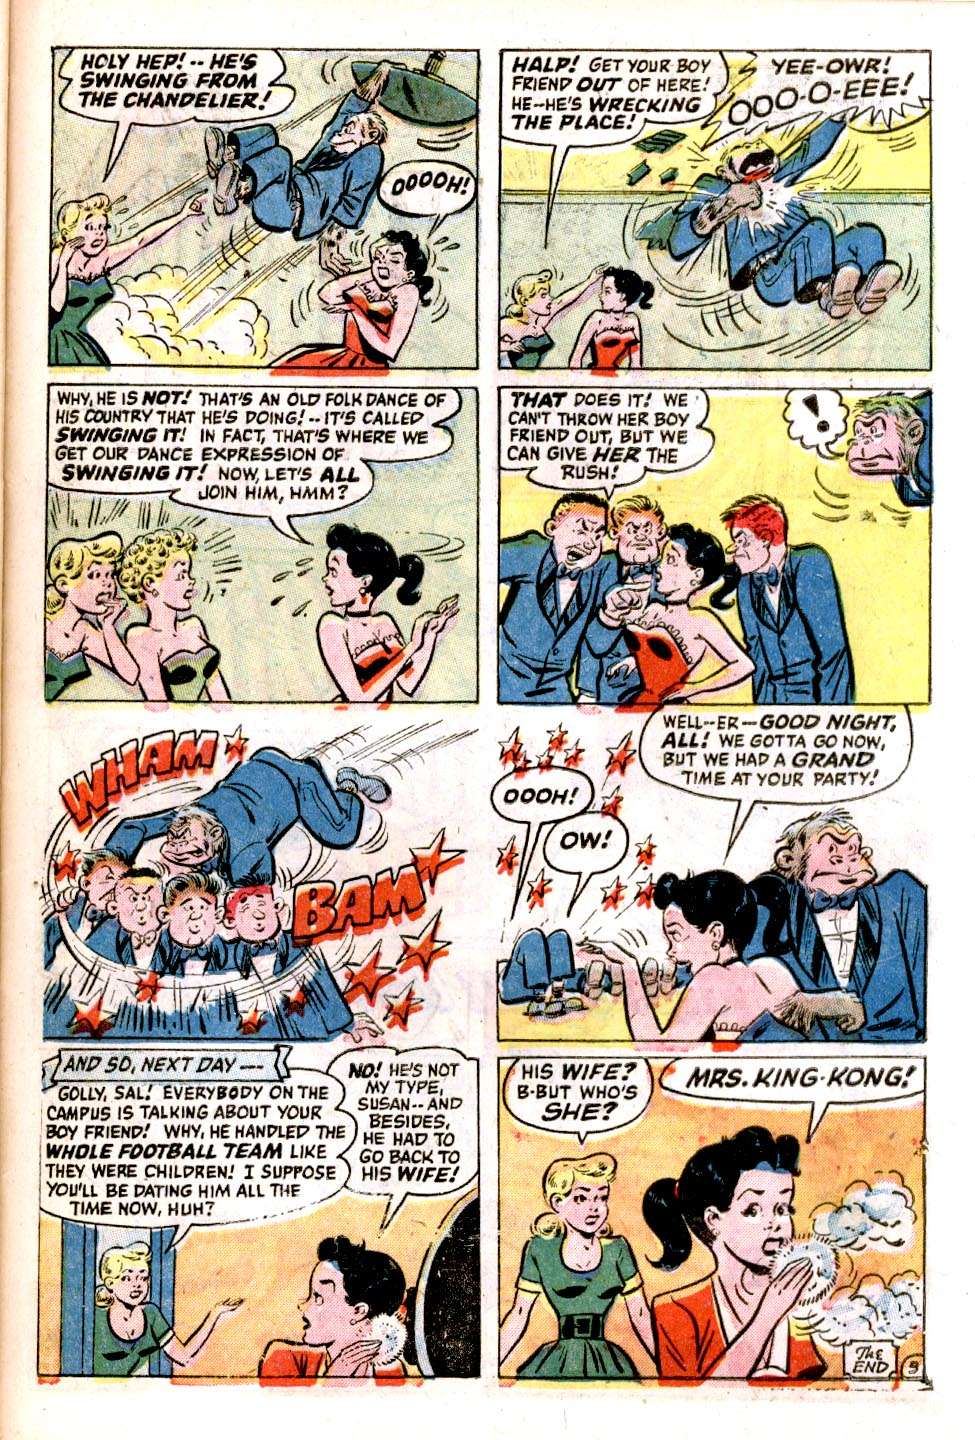 HOLY HEP! -- HE'S
SWINGING FROM
THE CHANDELIER!
OOOOH!
HALP! GET YOUR BOY
FRIEND OUT OF HERE!
HE--HE'S WRECKING
THE PLACE!
YEE-OWR!
OOO-O-EEE!
WHY, HE IS NOT! THAT'S AN OLD FOLK DANCE OF
HIS COUNTRY THAT HE'S DOING! -- IT'S CALLED
SWINGING IT! IN FACT, THAT'S WHERE WE
GET OUR DANCE EXPRESSION OF
SWINGING IT! NOW, LET'S ALL
JOIN HIM, HMM?
THAT DOES IT! WE
CAN'T THROW HER BOY
FRIEND OUT, BUT WE
CAN GIVE HER THE
RUSH!
!
WHAM
BAM
OOOH!
OW!
WELL--ER--GOOD NIGHT,
ALL! WE GOTTA GO NOW,
BUT WE HAD A GRAND
TIME AT YOUR PARTY!
AND SO, NEXT DAY --
GOLLY, SAL! EVERYBODY ON THE
CAMPUS IS TALKING ABOUT YOUR
BOY FRIEND! WHY, HE HANDLED THE
WHOLE FOOTBALL TEAM LIKE
THEY WERE CHILDREN! I SUPPOSE
YOU'LL BE DATING HIM ALL THE
TIME NOW, HUH?
NO! HE'S NOT
MY TYPE,
SUSAN--AND
BESIDES,
HE HAD TO
GO BACK TO
HIS WIFE!
HIS WIFE?
B-BUT WHO'S
SHE?
MRS. KING-KONG!
THE
END